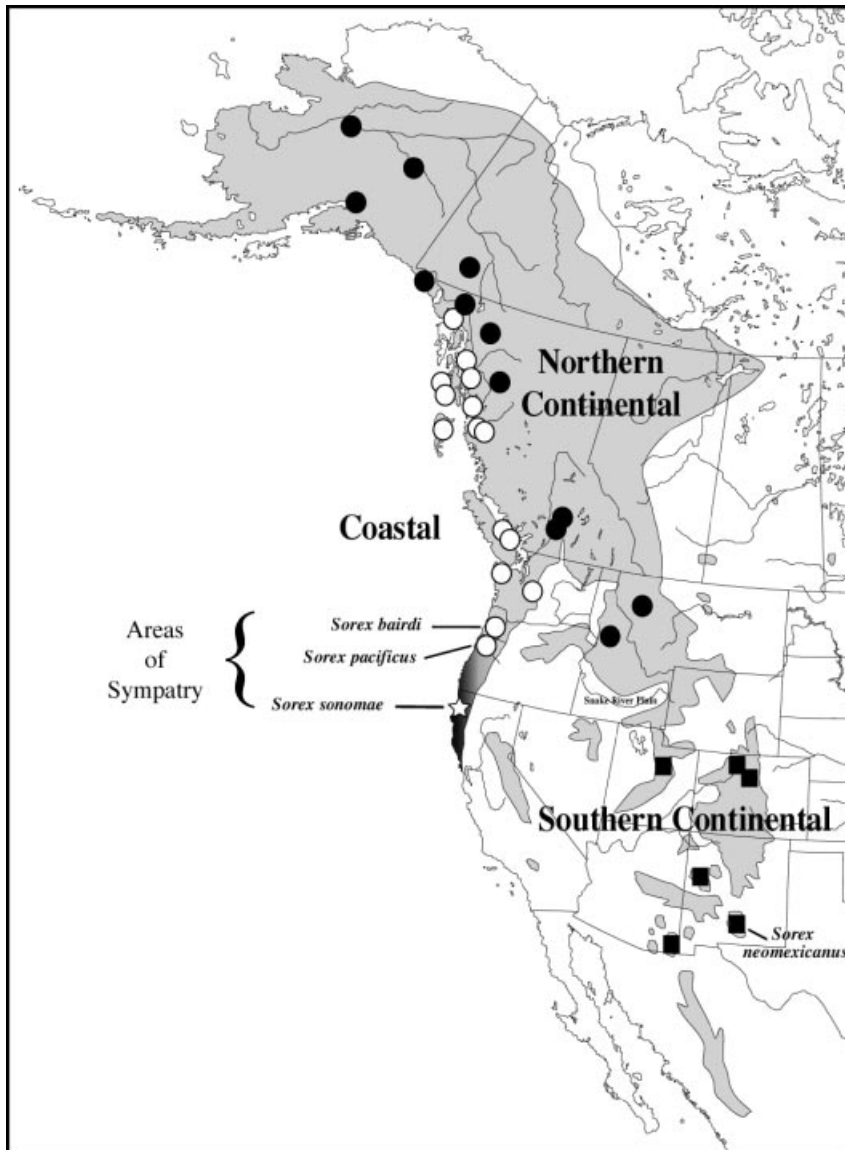 Northern
Continental
Coastal
Areas
of
Sympatry
{
Sorex bairdi
Sorex pacificus
Sorex sonomae
Snake River Plain
Southern Continental
Sorex
neomexicanus